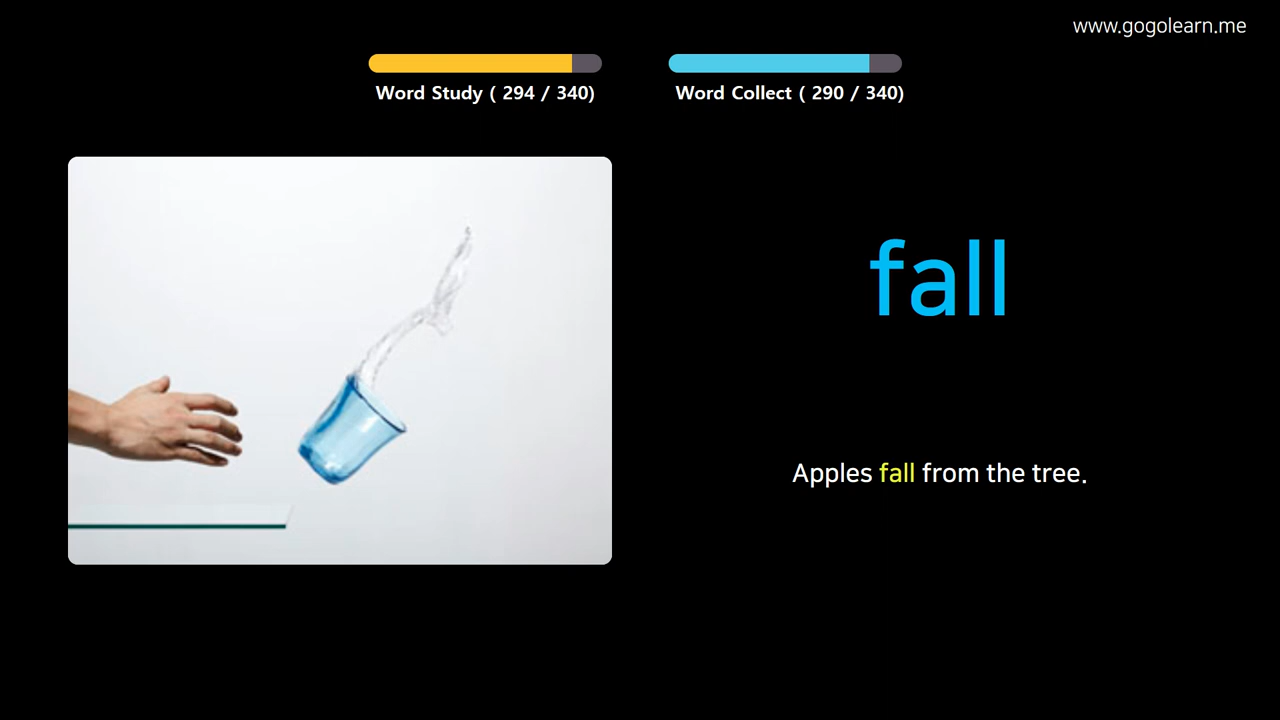 www.gogolearn.me
Word Study ( 294 / 340)
Word Collect ( 290 / 340)
fall
Apples fall from the tree.